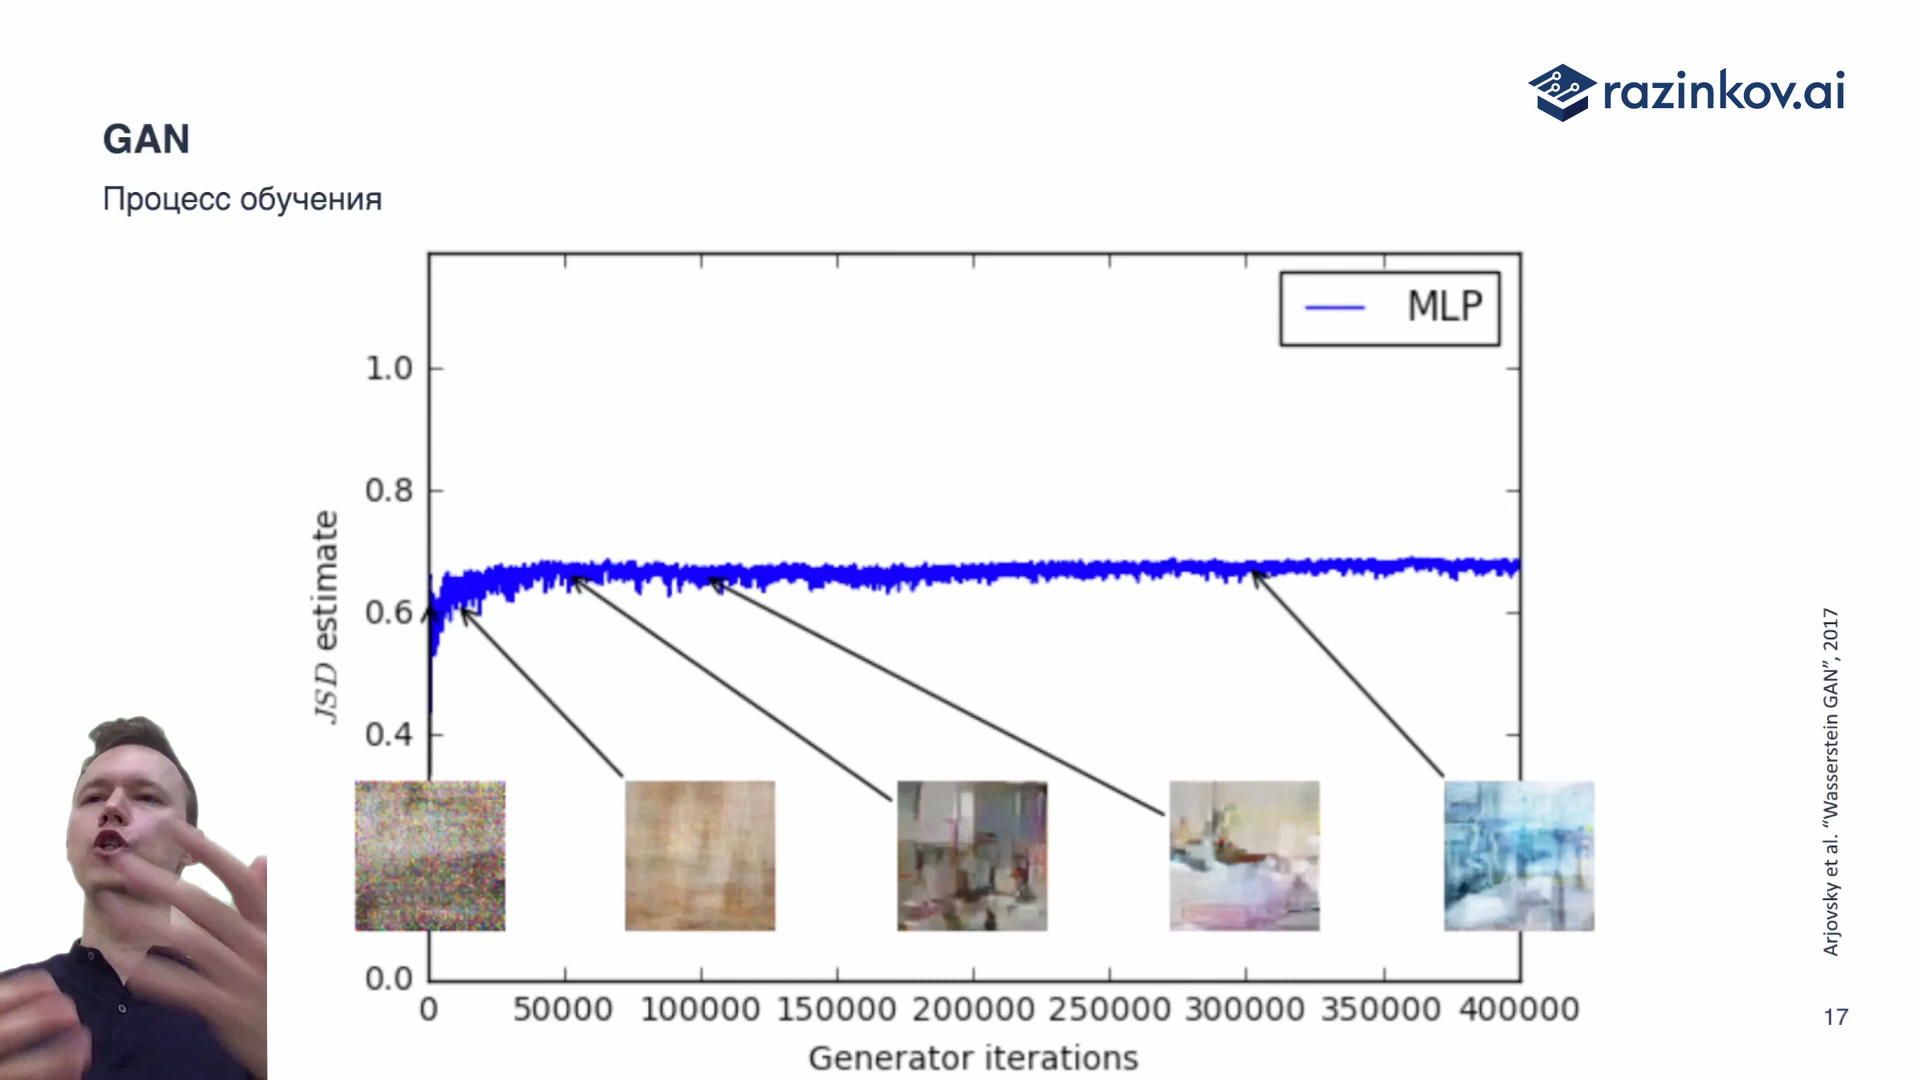 razinkov.ai
GAN
Процесс обучения
MLP
1.0
0.8
0.6
0.4
0.0
JSD estimate
0 50000 100000 150000 200000 250000 300000 350000 400000
Generator iterations
Arjovsky et al. “Wasserstein GAN”, 2017
17